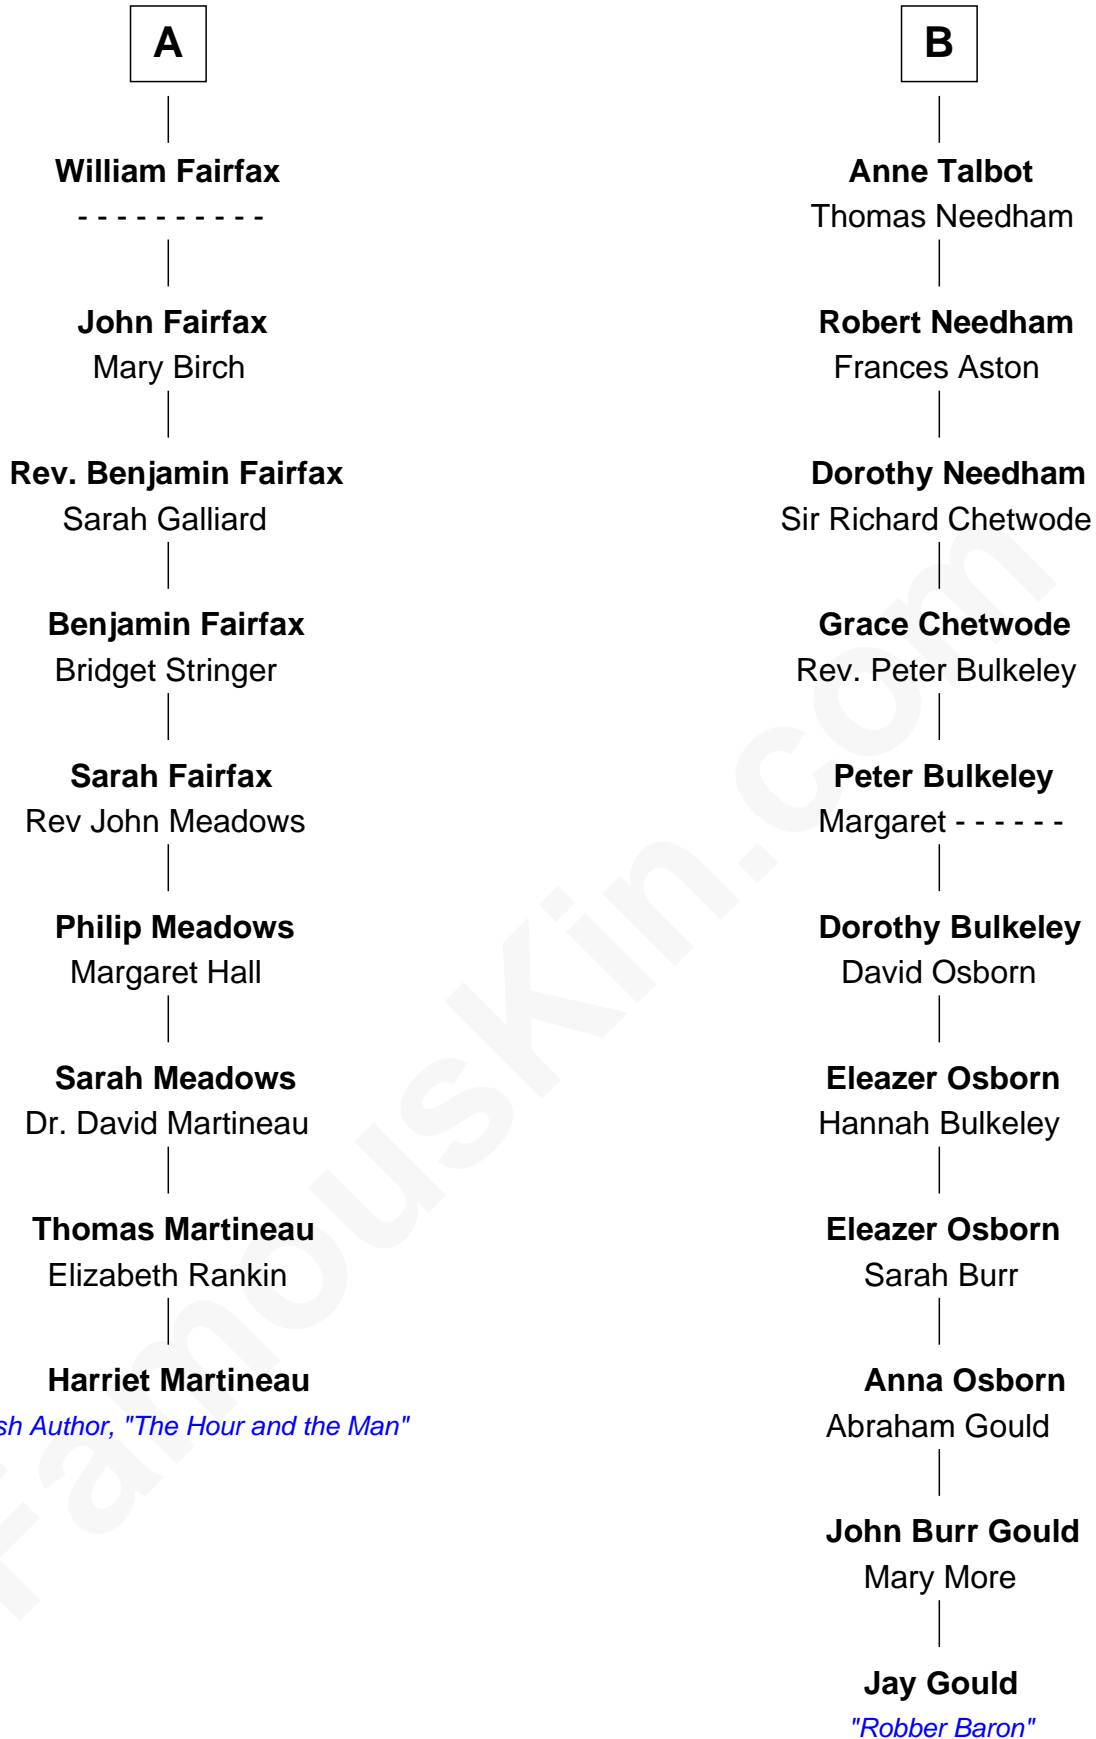 A
William Fairfax
- - - - - - - - - -
John Fairfax
Mary Birch
Rev. Benjamin Fairfax
Sarah Galliard
Benjamin Fairfax
Bridget Stringer
Sarah Fairfax
Rev John Meadows
Philip Meadows
Margaret Hall
Sarah Meadows
Dr. David Martineau
Thomas Martineau
Elizabeth Rankin
Harriet Martineau
Author, "The Hour and the Man"
B
Anne Talbot
Thomas Needham
Robert Needham
Frances Aston
Dorothy Needham
Sir Richard Chetwode
Grace Chetwode
Rev. Peter Bulkeley
Peter Bulkeley
Margaret - - - - - -
Dorothy Bulkeley
David Osborn
Eleazer Osborn
Hannah Bulkeley
Eleazer Osborn
Sarah Burr
Anna Osborn
Abraham Gould
John Burr Gould
Mary More
Jay Gould
"Robber Baron"
FamousKin.com